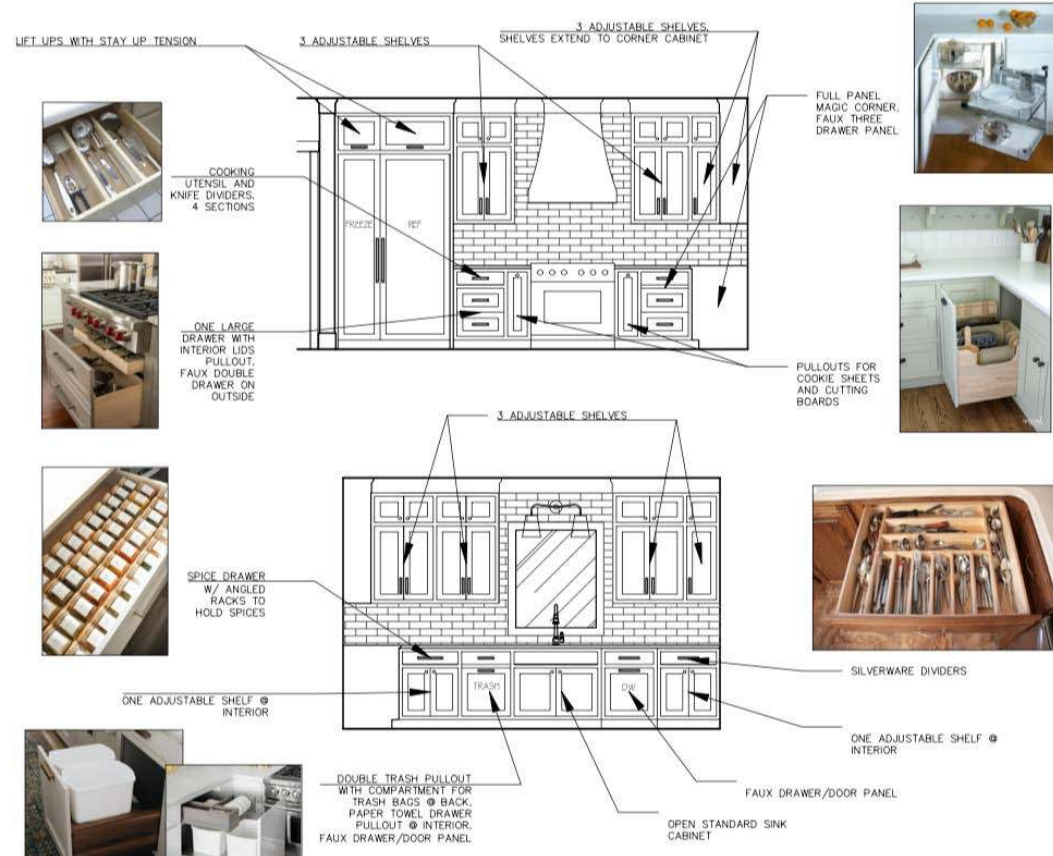 LIFT UPS WITH STAY UP TENSION
3 ADJUSTABLE SHELVES
3 ADJUSTABLE SHELVES.
SHELVES EXTEND TO CORNER CABINET
FULL PANEL
MAGIC CORNER.
FAUX THREE
DRAWER PANEL
COOKING
UTENSIL AND
KNIFE DIVIDERS.
4 SECTIONS
FREEZE
REF
ONE LARGE
DRAWER WITH
INTERIOR LIDS
PULLOUT.
FAUX DOUBLE
DRAWER ON
OUTSIDE
PULLOUTS FOR
COOKIE SHEETS
AND CUTTING
BOARDS
3 ADJUSTABLE SHELVES
SPICE DRAWER
W/ ANGLED
RACKS TO
HOLD SPICES
SILVERWARE DIVIDERS
TRASH
DW
ONE ADJUSTABLE SHELF @
INTERIOR
ONE ADJUSTABLE SHELF @
INTERIOR
DOUBLE TRASH PULLOUT
WITH COMPARTMENT FOR
TRASH BAGS @ BACK.
PAPER TOWEL DRAWER
PULLOUT @ INTERIOR.
FAUX DRAWER/DOOR PANEL
FAUX DRAWER/DOOR PANEL
OPEN STANDARD SINK
CABINET